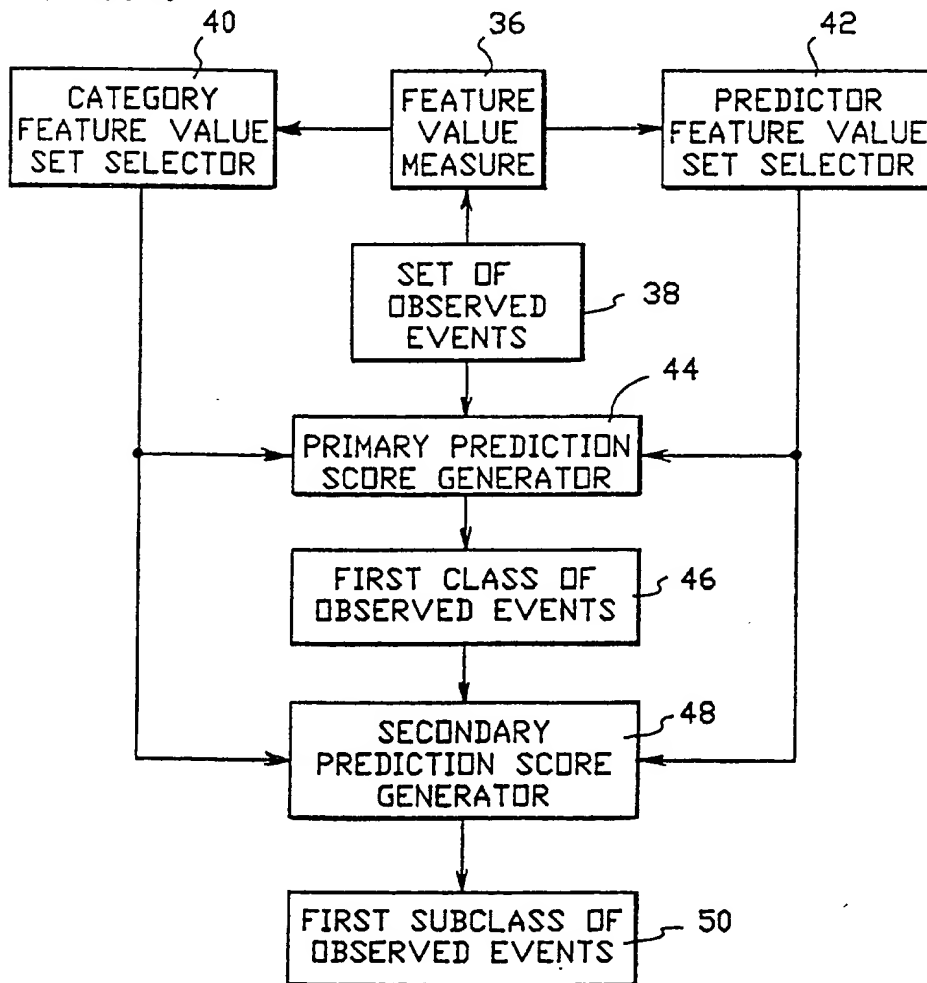 40
36
42
CATEGORY
FEATURE VALUE
SET SELECTOR
FEATURE
VALUE
MEASURE
PREDICTOR
FEATURE VALUE
SET SELECTOR
SET OF
OBSERVED
EVENTS
38
44
PRIMARY PREDICTION
SCORE GENERATOR
FIRST CLASS OF
OBSERVED EVENTS
46
SECONDARY
PREDICTION SCORE
GENERATOR
48
FIRST SUBCLASS OF
OBSERVED EVENTS
50